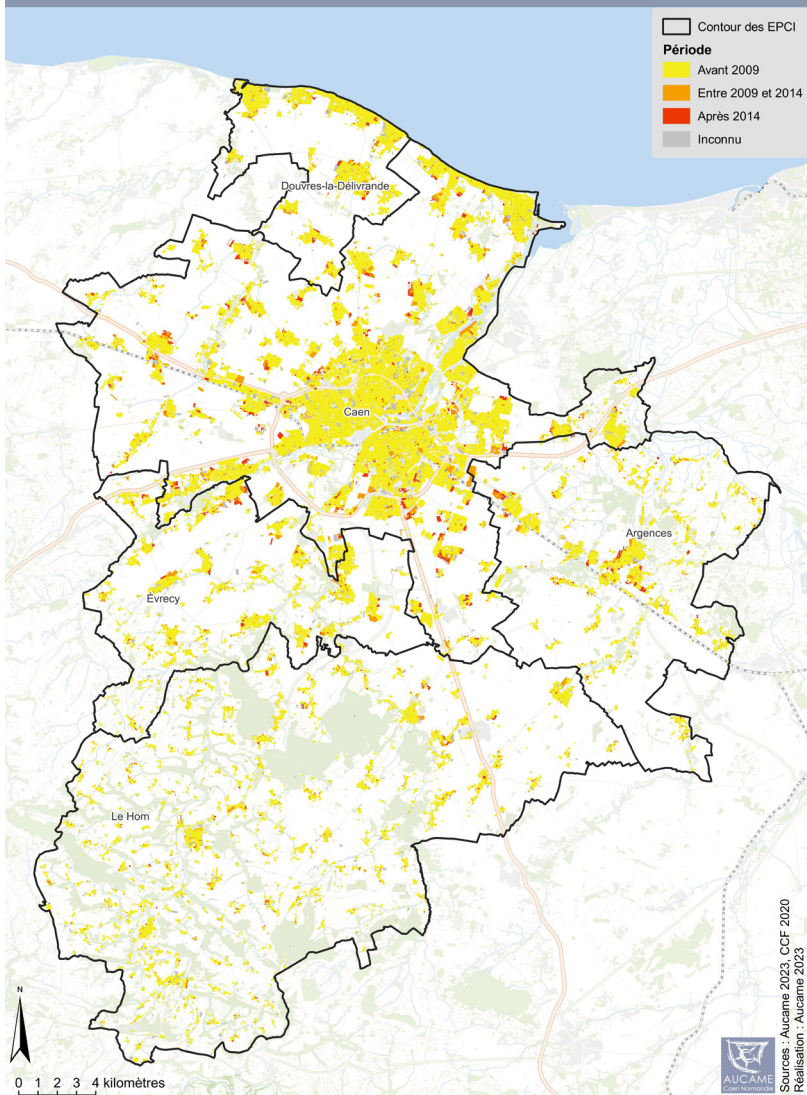 Contour des EPCI
Période
Avant 2009
Entre 2009 et 2014
Après 2014
Inconnu
Douvres-la-Délivrande
Caen
Argences
Évrecy
Le Hom
N
0 1 2 3 4 kilomètres
AUCAME
Caen Normandie
Sources : Aucame 2023, CCF 2020
Réalisation : Aucame 2023